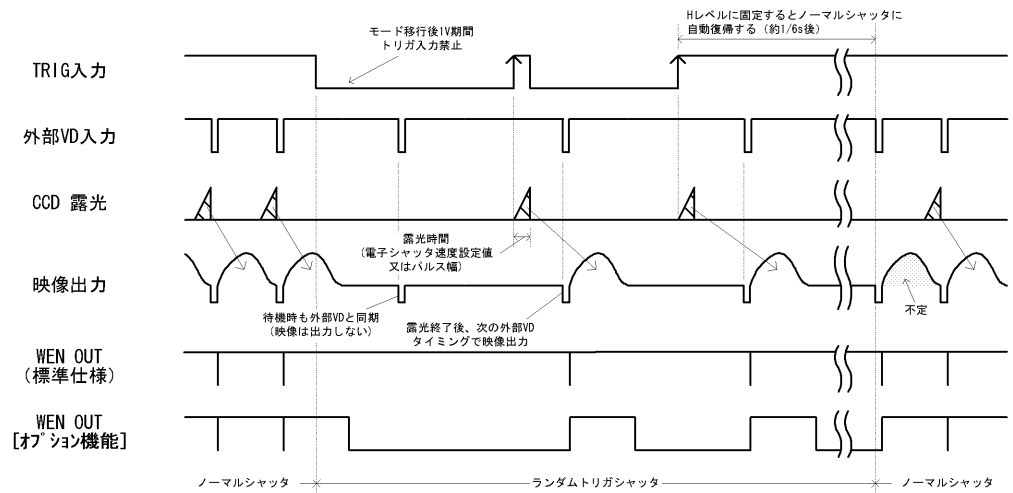 Hレベルに固定するとノーマルシャッタに
自動復帰する（約1/6s後）
モード移行後1V期間
トリガ入力禁止
TRIG入力
外部VD入力
CCD 露光
露光時間
（電子シャッタ速度設定値
又はパルス幅）
映像出力
不定
待機時も外部VDと同期
（映像は出力しない）
露光終了後、次の外部VD
タイミングで映像出力
WEN OUT
（標準仕様）
WEN OUT
[ｵﾌﾟｼｮﾝ機能]
ノーマルシャッタ
ランダムトリガシャッタ
ノーマルシャッタ